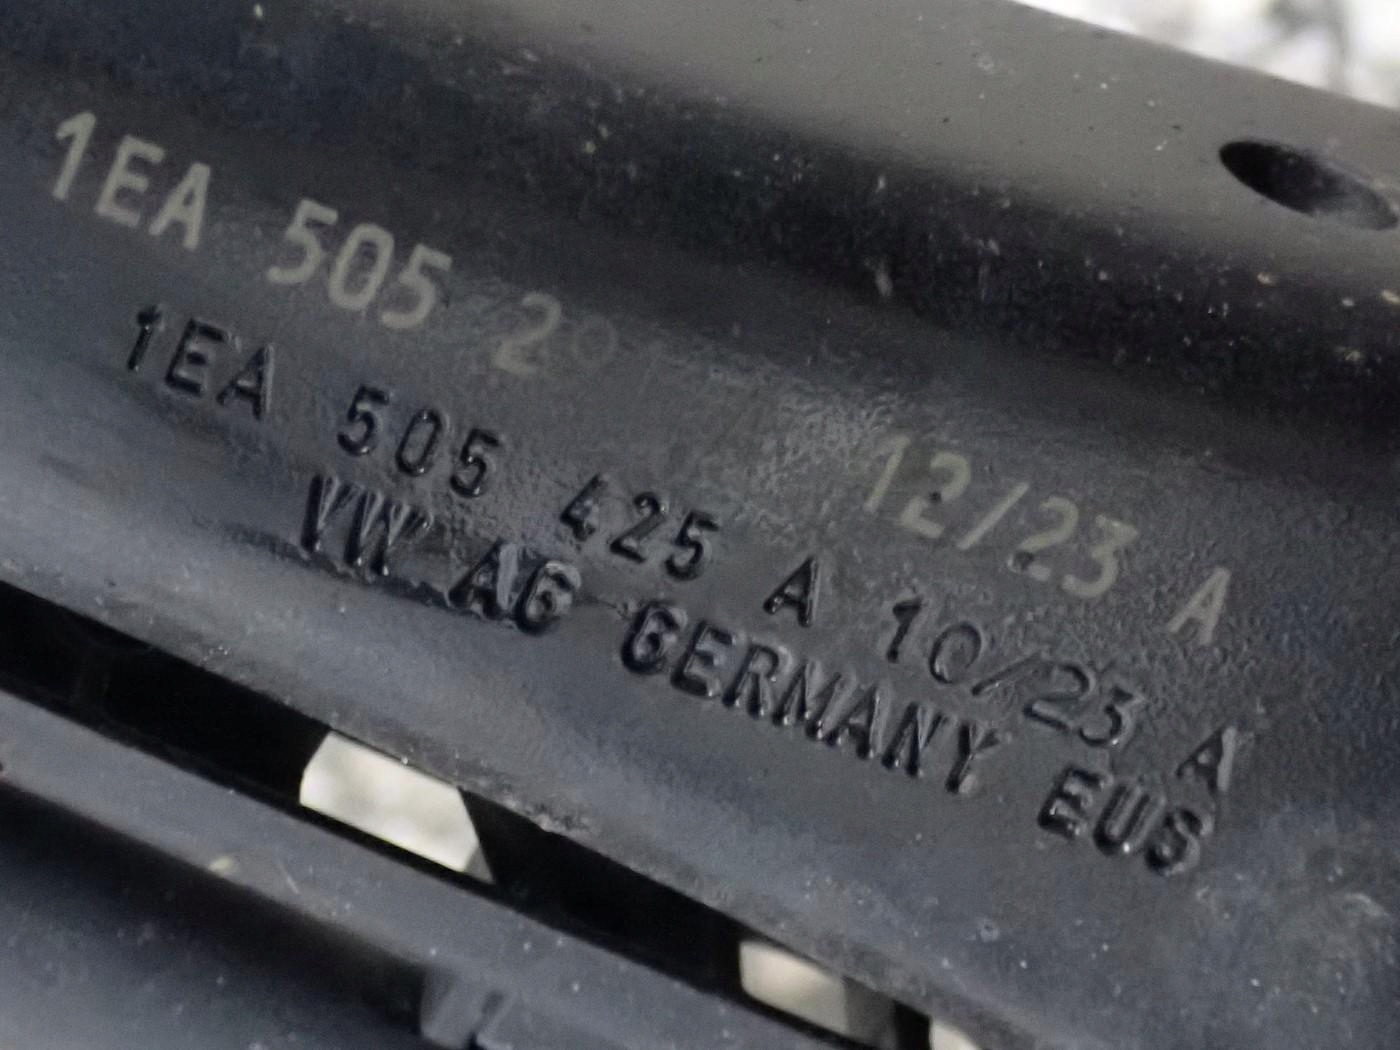 1EA 505 2
12/23 A
1EA 505 425 A 10/23 A
VW AG GERMANY EUS